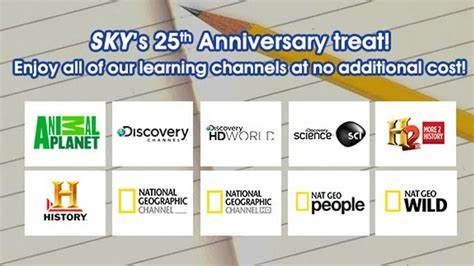 SKY's 25th Anniversary treat!
Enjoy all of our learning channels at no additional cost!
ANIMAL
PLANET
Discovery
CHANNEL
Discovery
HD WORLD
Discovery
SCIence
SCI
H2
MORE 2
HISTORY
H
HISTORY
NATIONAL
GEOGRAPHIC
CHANNEL
NATIONAL
GEOGRAPHIC
CHANNEL HD
NAT GEO
people
NAT GEO
WILD